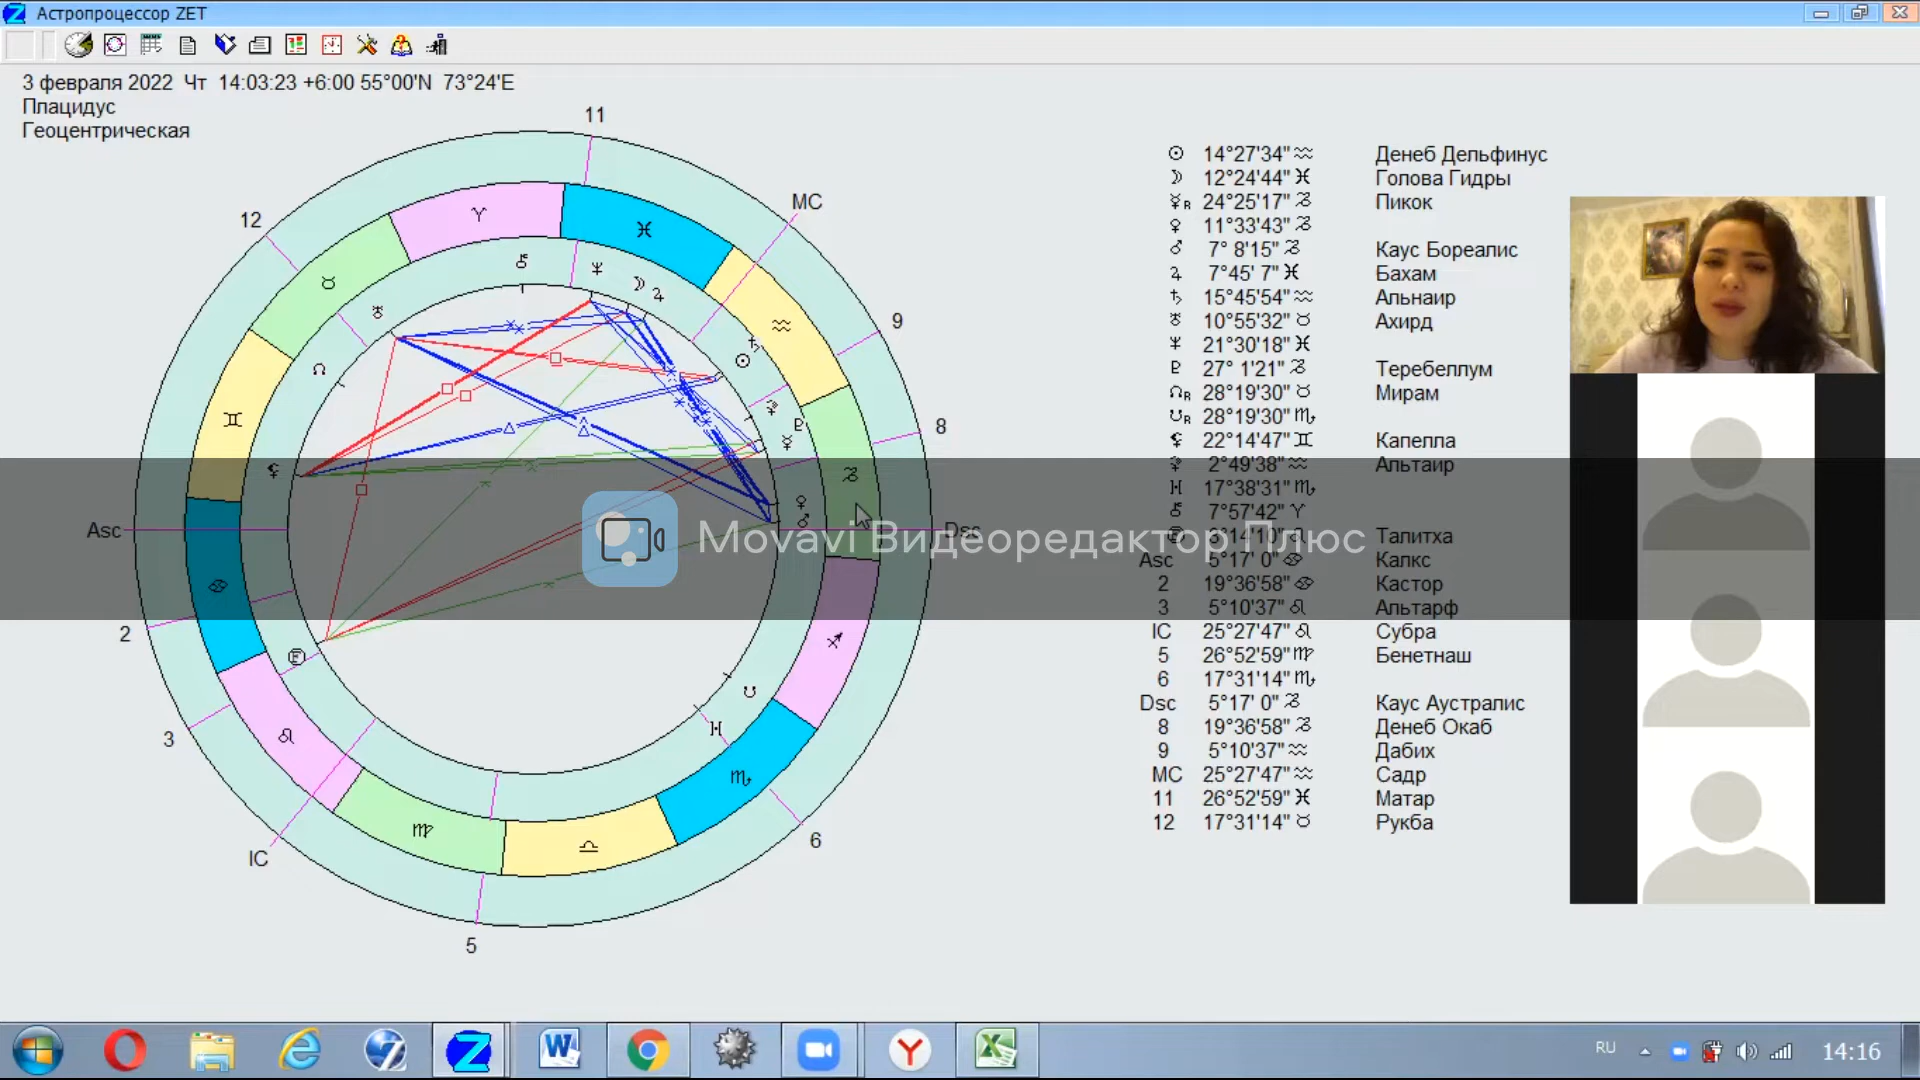 Астропроцессор ZET
3 февраля 2022 Чт 14:03:23 +6:00 55°00'N 73°24'E
Плацидус
Геоцентрическая
11
MC
12
9
8
Asc
Dsc
2
3
IC
6
5
☉ 14°27'34"♒ Денеб Дельфинус
☽ 12°24'44"♓ Голова Гидры
☿R 24°25'17"♑ Пикок
♀ 11°33'43"♑
♂ 7° 8'15"♑ Каус Бореалис
♃ 7°45' 7"♓ Бахам
♄ 15°45'54"♒ Альнаир
♅ 10°55'32"♉ Ахирд
♆ 21°30'18"♓
♇ 27° 1'21"♑ Теребеллум
☊R 28°19'30"♉ Мирам
☋R 28°19'30"♏
⚸ 22°14'47"♊ Капелла
2°49'38"♒ Альтаир
17°38'31"♏
⚷ 7°57'42"♈
Талитха
Asc 5°17' 0"♋ Калкс
2 19°36'58"♋ Кастор
3 5°10'37"♌ Альтарф
IC 25°27'47"♌ Субра
5 26°52'59"♍ Бенетнаш
6 17°31'14"♏
Dsc 5°17' 0"♑ Каус Аустралис
8 19°36'58"♑ Денеб Окаб
9 5°10'37"♒ Дабих
MC 25°27'47"♒ Садр
11 26°52'59"♓ Матар
12 17°31'14"♉ Рукба
Movavi Видеоредактор Плюс
RU
14:16